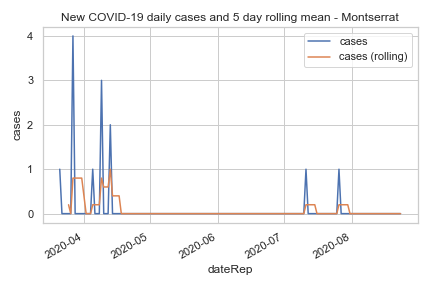 New COVID-19 daily cases and 5 day rolling mean - Montserrat
cases
cases (rolling)
4
3
2
1
0
cases
2020-04
2020-05
2020-06
2020-07
2020-08
dateRep